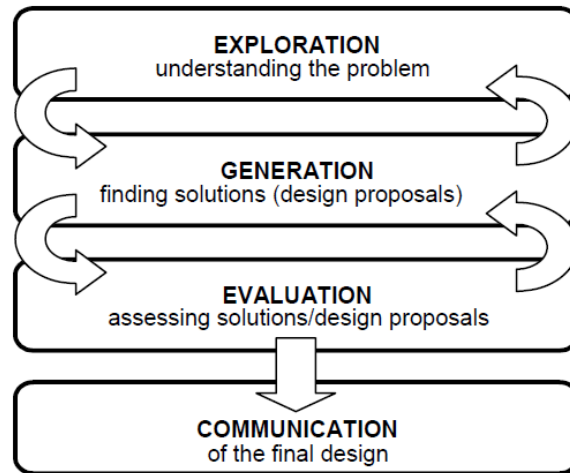 EXPLORATION
understanding the problem
GENERATION
finding solutions (design proposals)
EVALUATION
assessing solutions/design proposals
COMMUNICATION
of the final design